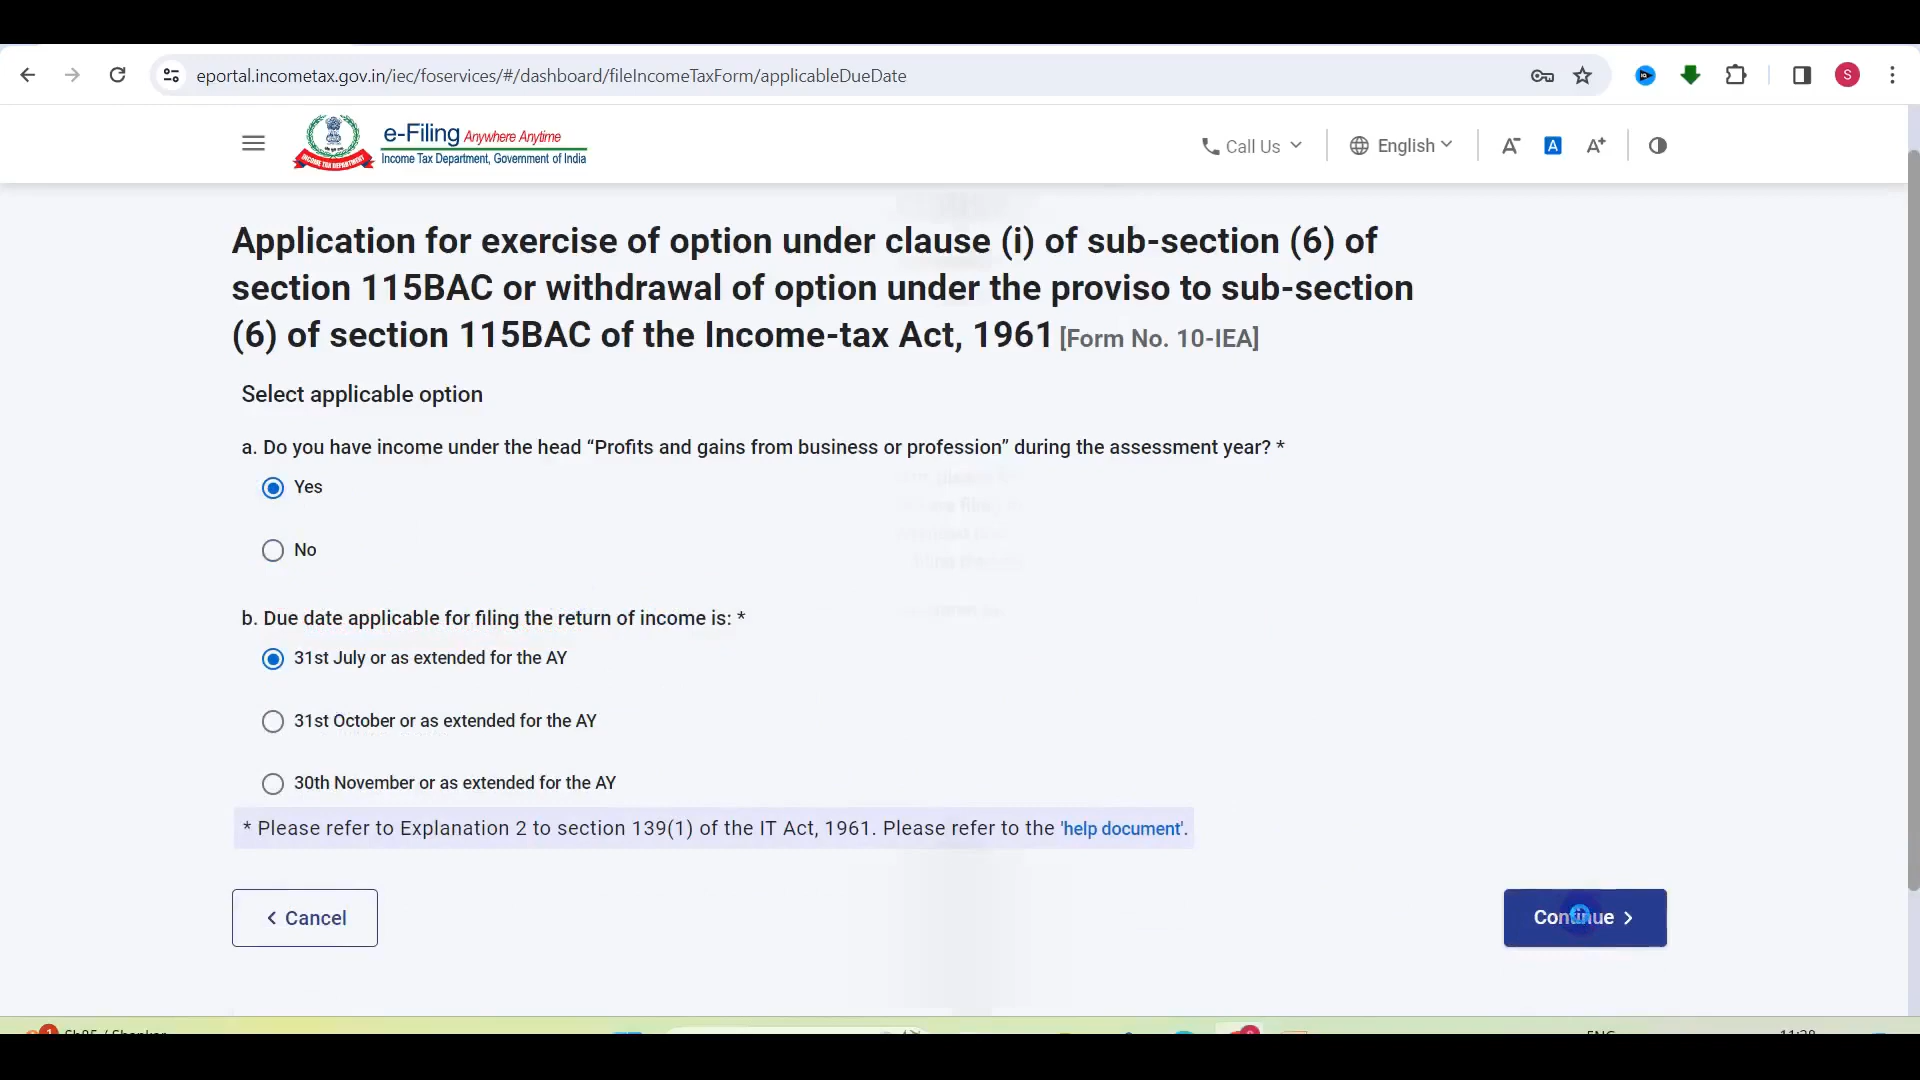 eportal.incometax.gov.in/iec/foservices/#/dashboard/fileIncomeTaxForm/applicableDueDate
S
e-Filing Anywhere Anytime
Income Tax Department, Government of India
INCOME TAX DEPARTMENT
Call Us
English
A-
A
A+
Application for exercise of option under clause (i) of sub-section (6) of
section 115BAC or withdrawal of option under the proviso to sub-section
(6) of section 115BAC of the Income-tax Act, 1961 [Form No. 10-IEA]
Select applicable option
a. Do you have income under the head “Profits and gains from business or profession” during the assessment year? *
Yes
No
b. Due date applicable for filing the return of income is: *
31st July or as extended for the AY
31st October or as extended for the AY
30th November or as extended for the AY
* Please refer to Explanation 2 to section 139(1) of the IT Act, 1961. Please refer to the 'help document'.
Cancel
Continue